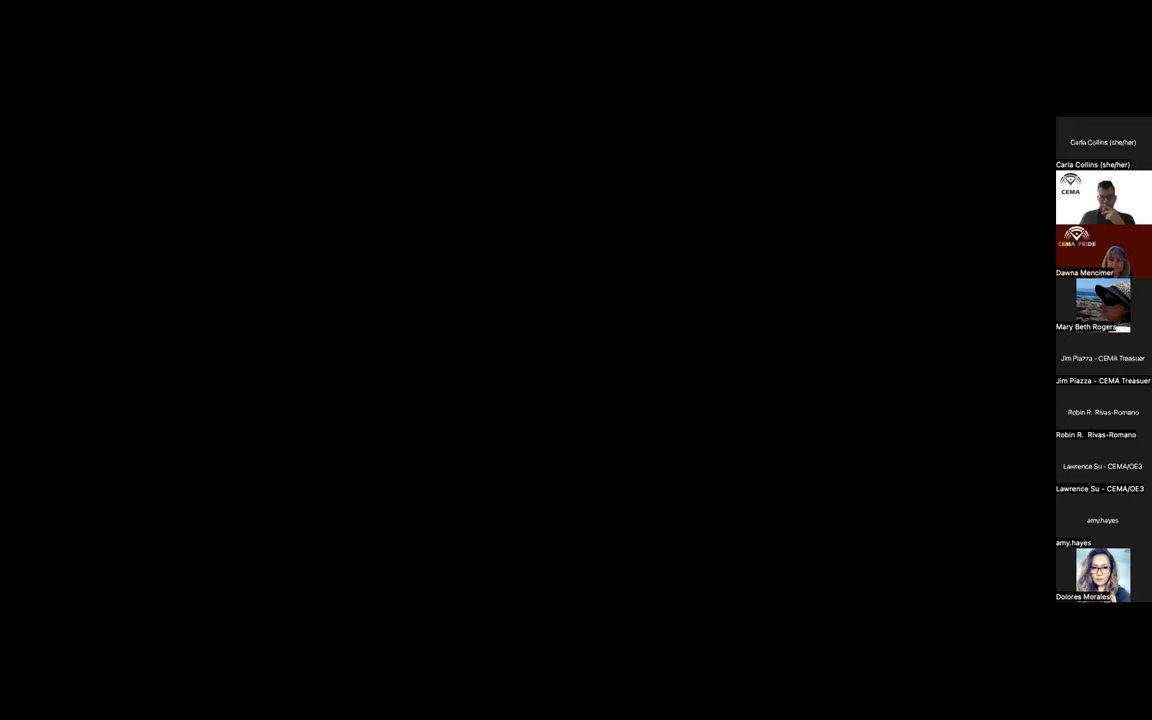 Carla Collins (she/her)
Carla Collins (she/her)
CEMA
CEMA PRIDE
Dawna Mencimer
Mary Beth Rogers
Jim Piazza - CEMA Treasuer
Jim Piazza - CEMA Treasuer
Robin R. Rivas-Romano
Robin R. Rivas-Romano
Lawrence Su - CEMA/OE3
Lawrence Su - CEMA/OE3
amy.hayes
amy.hayes
Dolores Morales